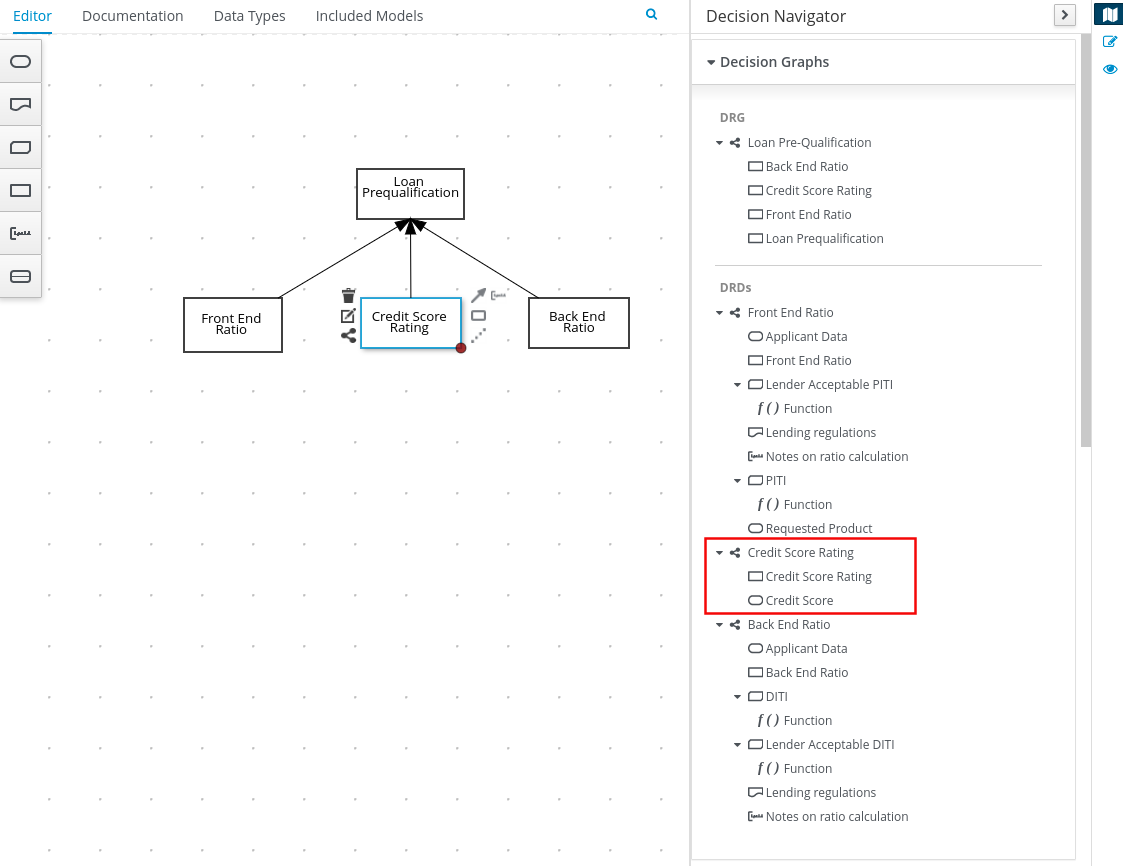 Editor
Documentation
Data Types
Included Models
Loan
Prequalification
Front End
Ratio
Credit Score
Rating
Back End
Ratio
Decision Navigator
Decision Graphs
DRG
Loan Pre-Qualification
Back End Ratio
Credit Score Rating
Front End Ratio
Loan Prequalification
DRDs
Front End Ratio
Applicant Data
Front End Ratio
Lender Acceptable PITI
f ( ) Function
Lending regulations
Notes on ratio calculation
PITI
f ( ) Function
Requested Product
Credit Score Rating
Credit Score Rating
Credit Score
Back End Ratio
Applicant Data
Back End Ratio
DITI
f ( ) Function
Lender Acceptable DITI
f ( ) Function
Lending regulations
Notes on ratio calculation